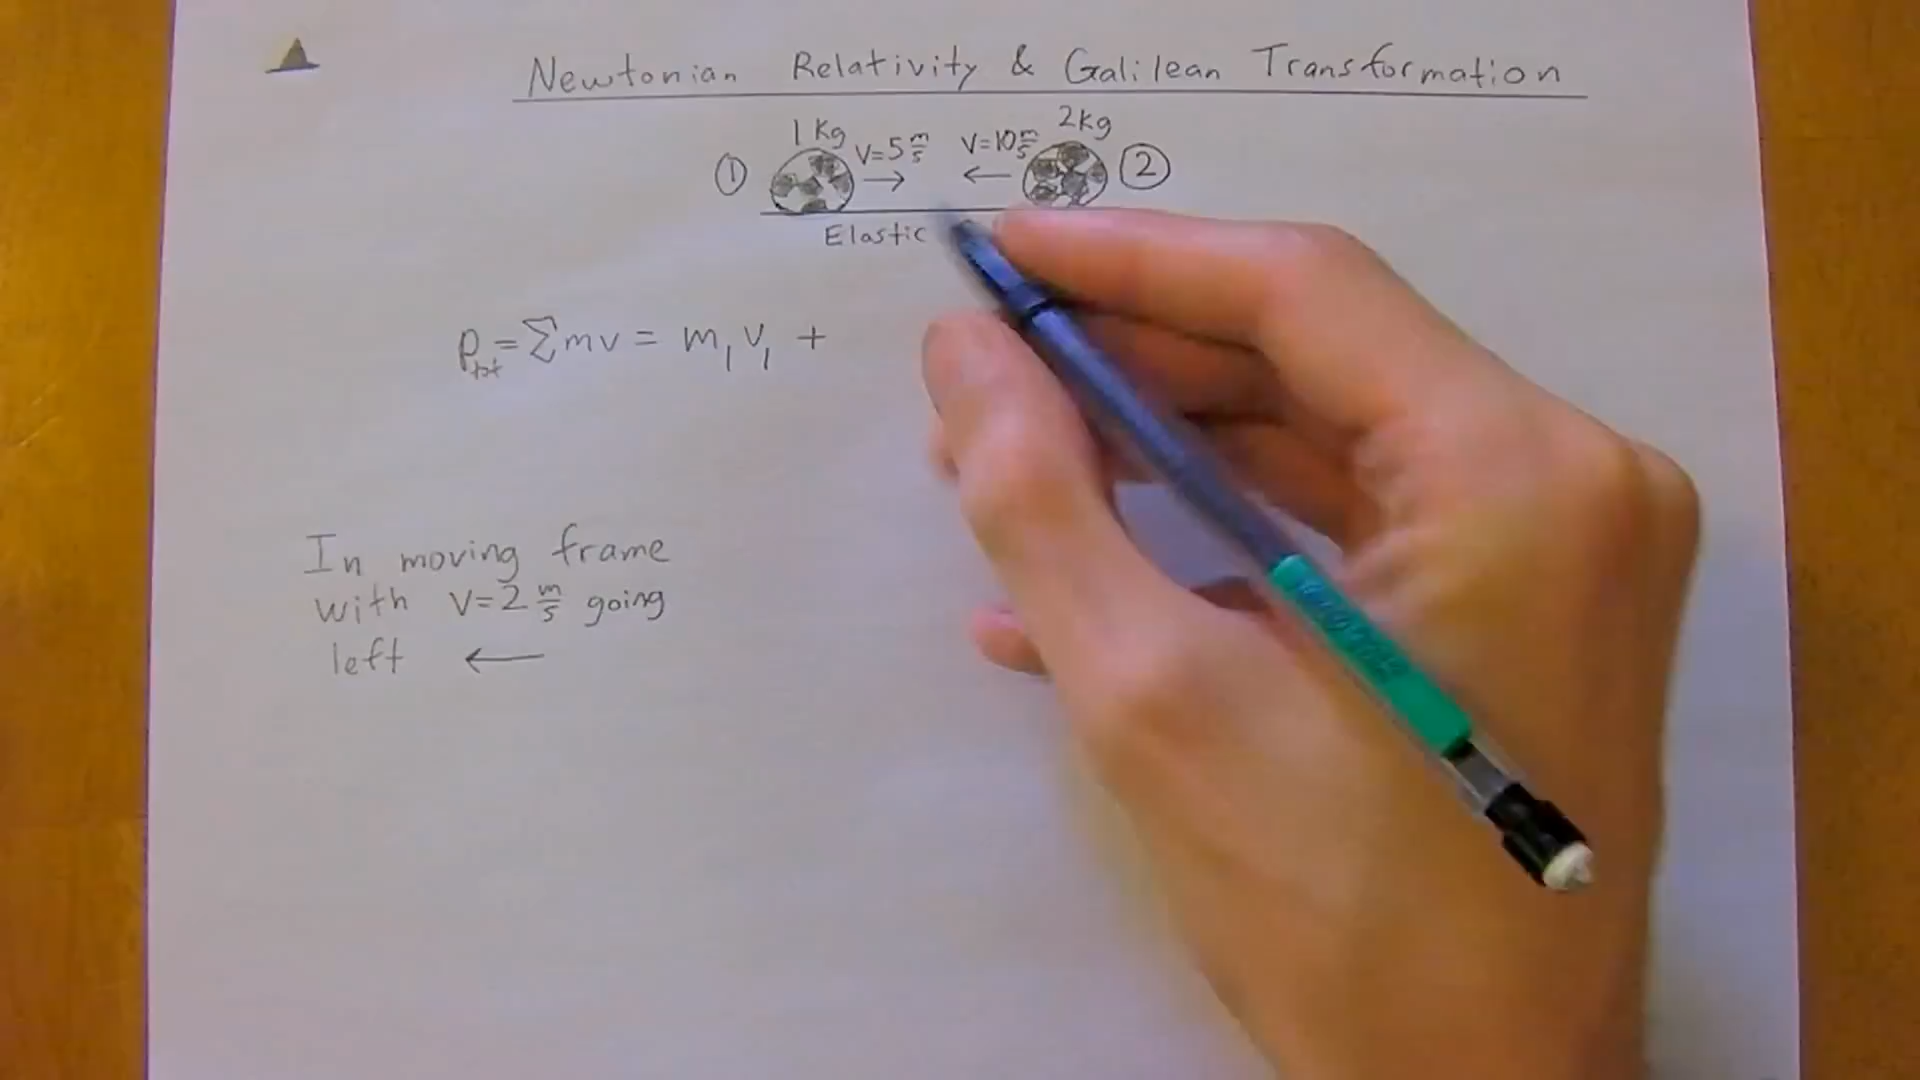 Newtonian Relativity & Galilean Transformation
1 Kg 2kg
① V=5 m/s V=10 m/s ②
Elastic
Ptot = Σmv = m₁v₁ +
In moving frame
with V=2 m/s going
left ←